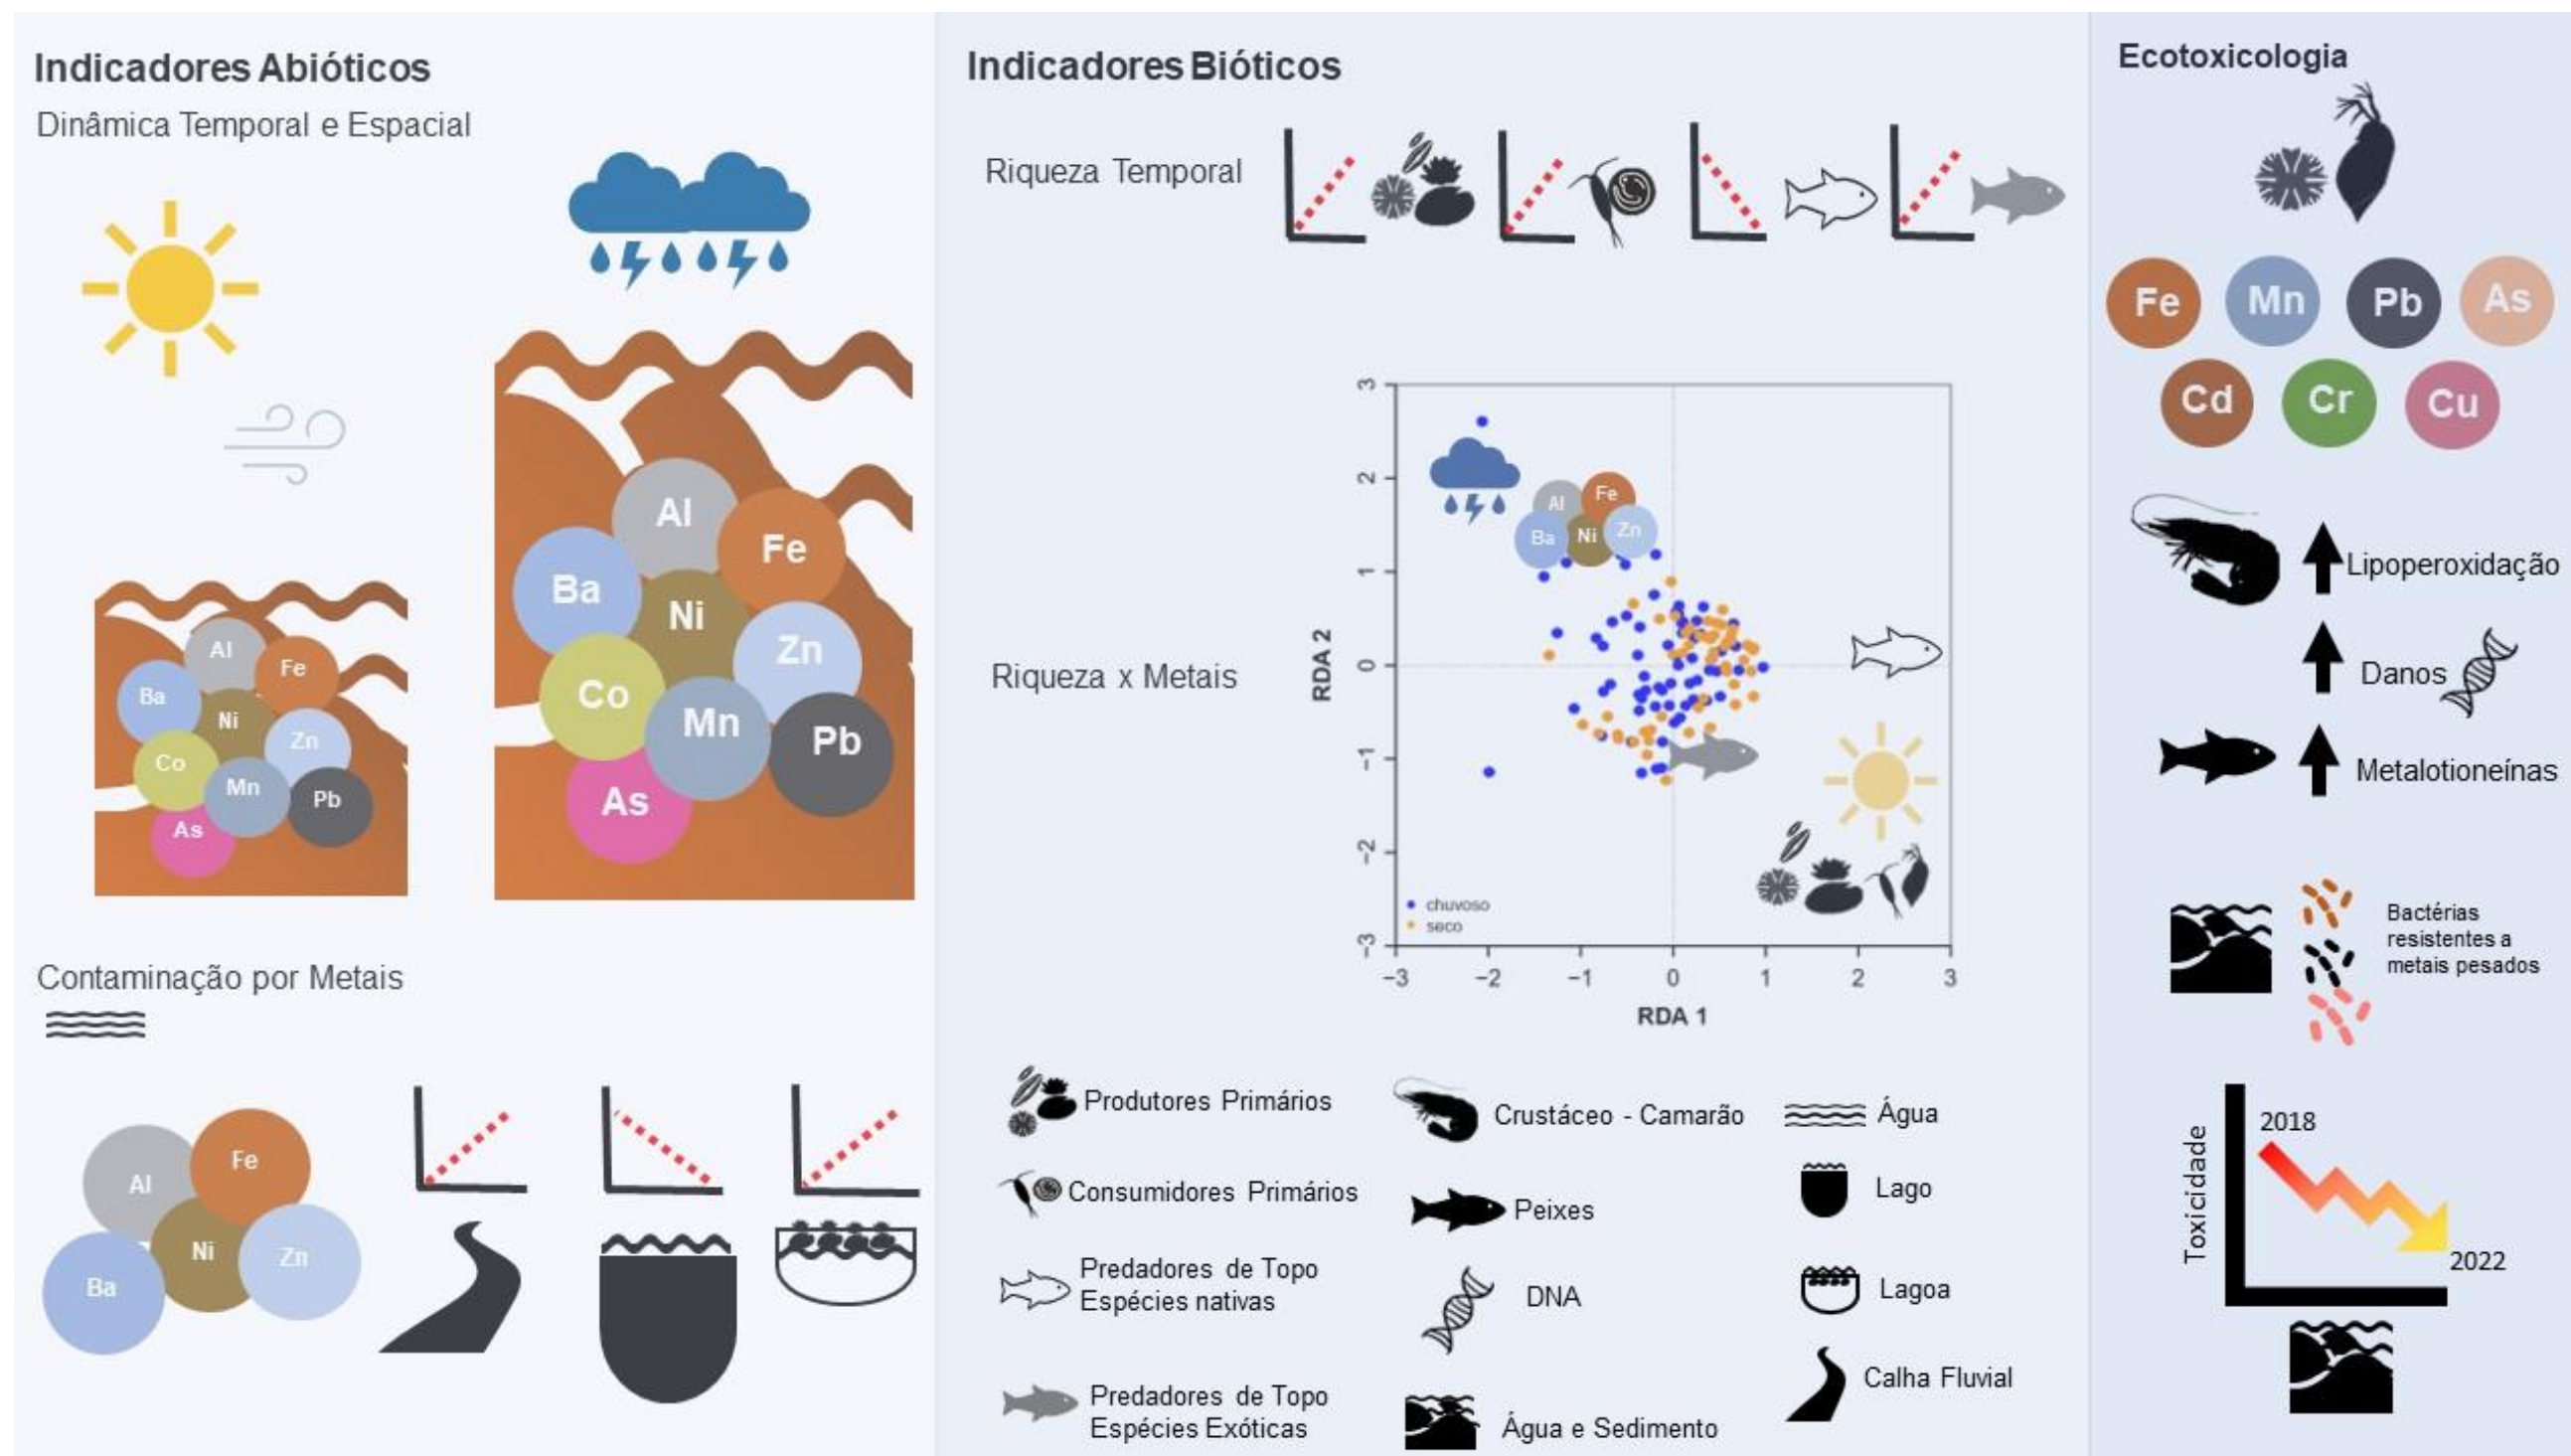 Indicadores Abióticos
Dinâmica Temporal e Espacial
Al
Fe
Ba
Ni
Zn
Co
Mn
Pb
As
Al
Fe
Ba
Ni
Zn
Co
Mn
Pb
As
Contaminação por Metais
Al
Fe
Ni
Zn
Ba
Indicadores Bióticos
Riqueza Temporal
Riqueza x Metais
RDA 2
3
2
1
0
−1
−2
−3
Al
Fe
Ba
Ni
Zn
chuvoso
seco
−3
−2
−1
0
1
2
3
RDA 1
Produtores Primários
Consumidores Primários
Predadores de Topo
Espécies nativas
Predadores de Topo
Espécies Exóticas
Crustáceo - Camarão
Peixes
DNA
Água e Sedimento
Água
Lago
Lagoa
Calha Fluvial
Ecotoxicologia
Fe
Mn
Pb
As
Cd
Cr
Cu
Lipoperoxidação
Danos
Metalotioneínas
Bactérias
resistentes a
metais pesados
Toxicidade
2018
2022